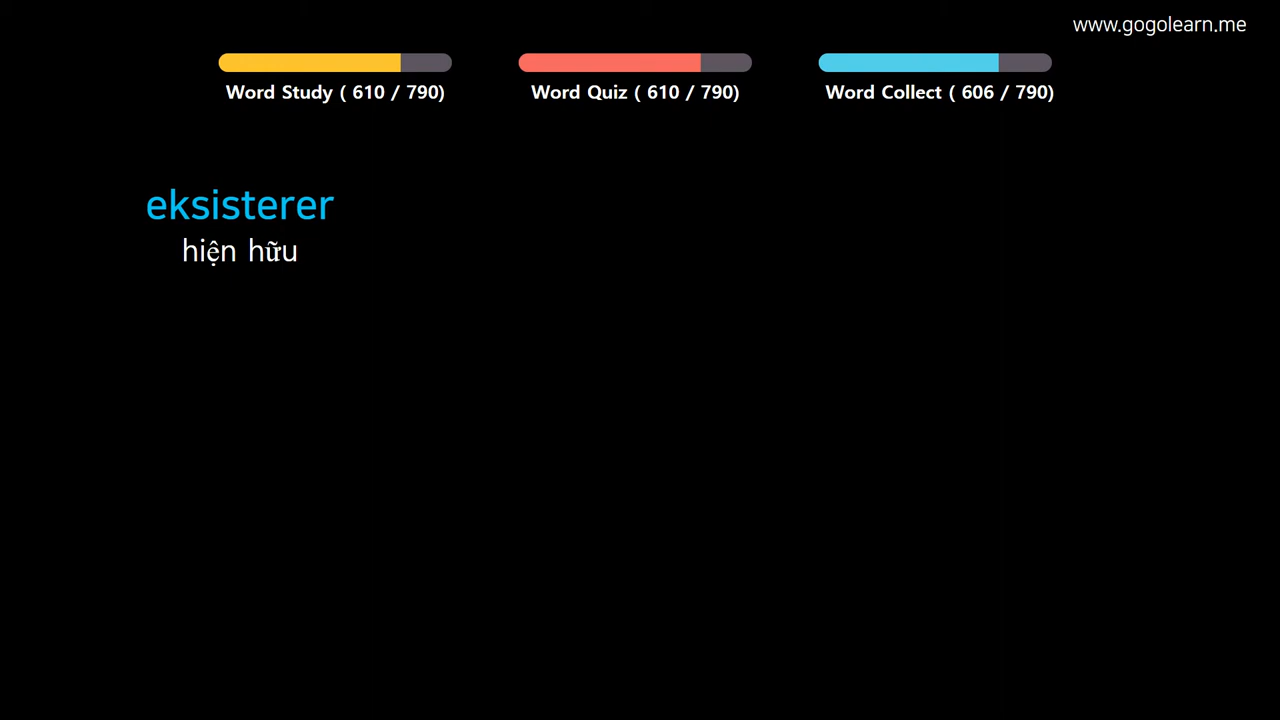 www.gogolearn.me
Word Study ( 610 / 790)
Word Quiz ( 610 / 790)
Word Collect ( 606 / 790)
eksisterer
hiện hữu